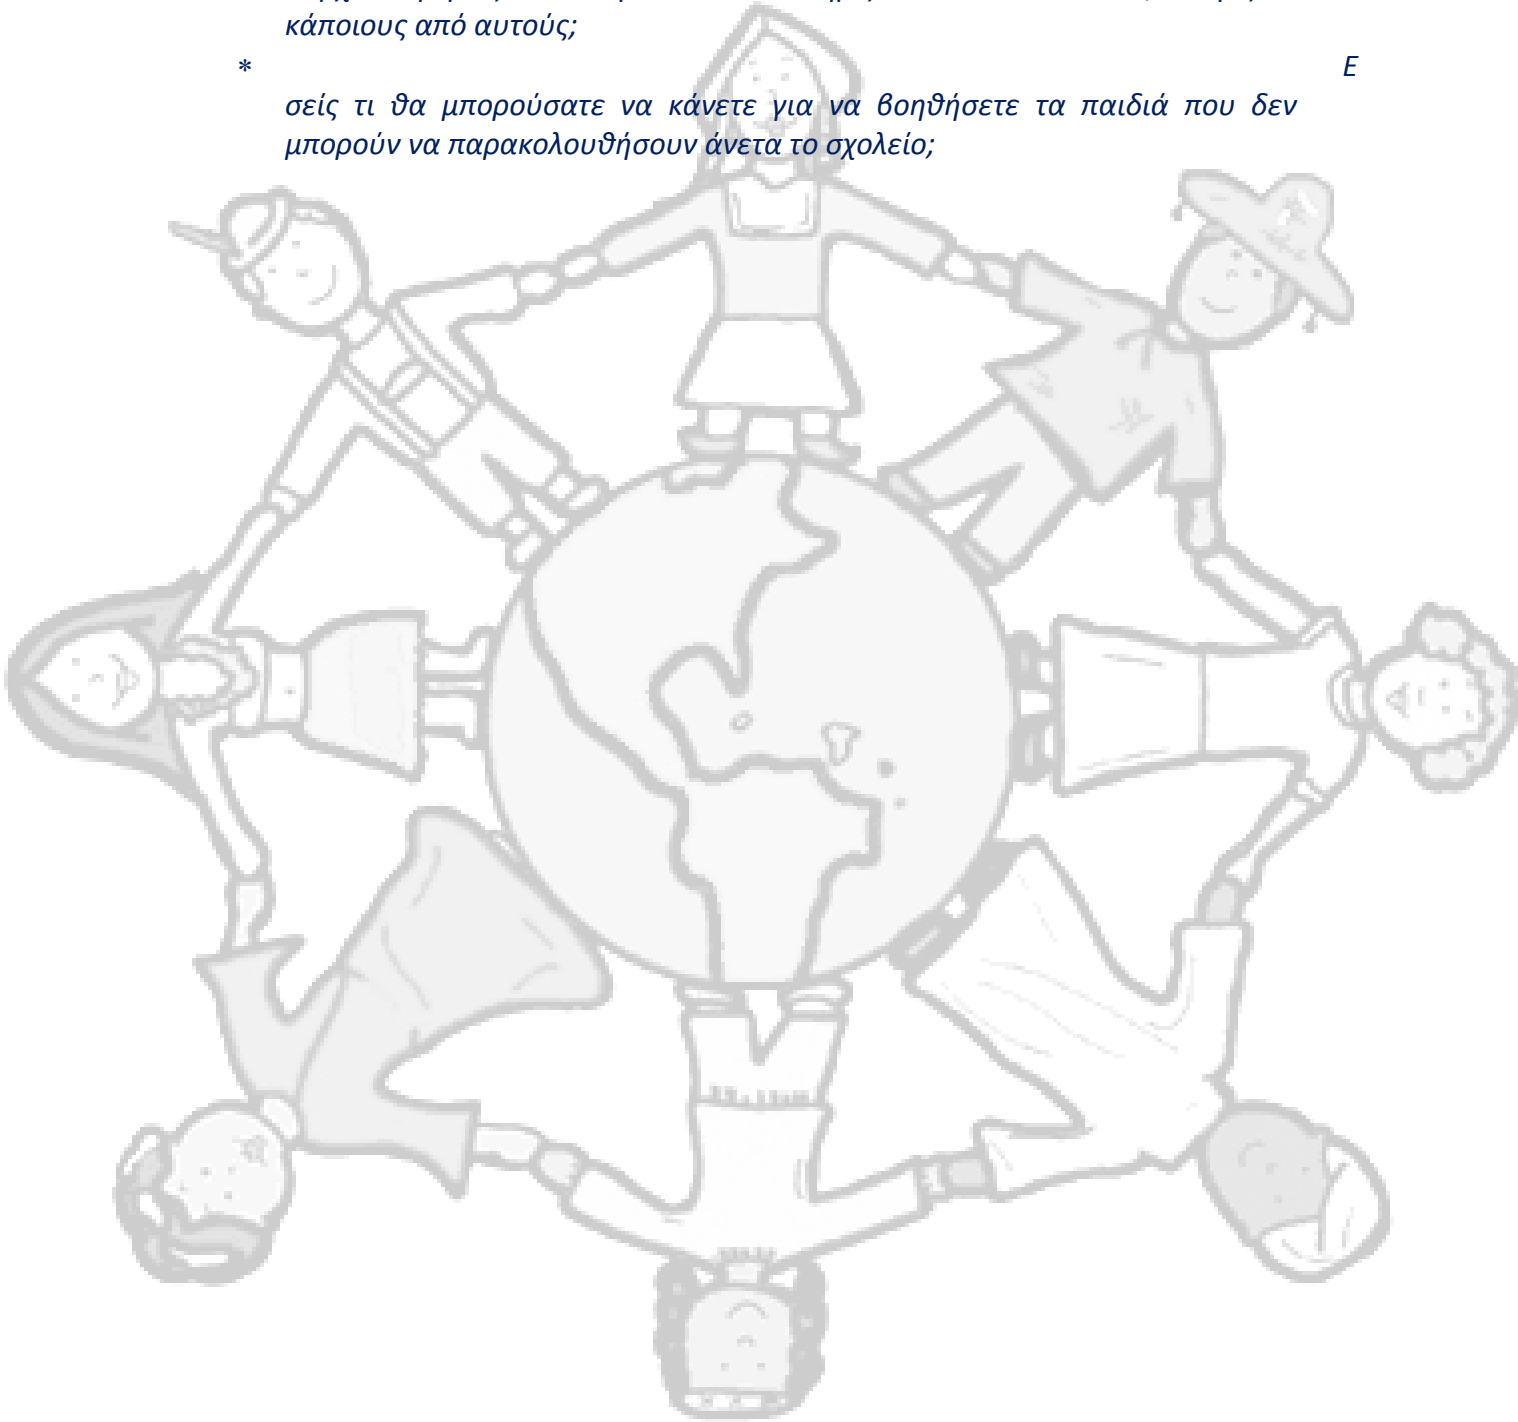 κάποιους από αυτούς;
* Ε
σείς τι θα μπορούσατε να κάνετε για να βοηθήσετε τα παιδιά που δεν
μπορούν να παρακολουθήσουν άνετα το σχολείο;